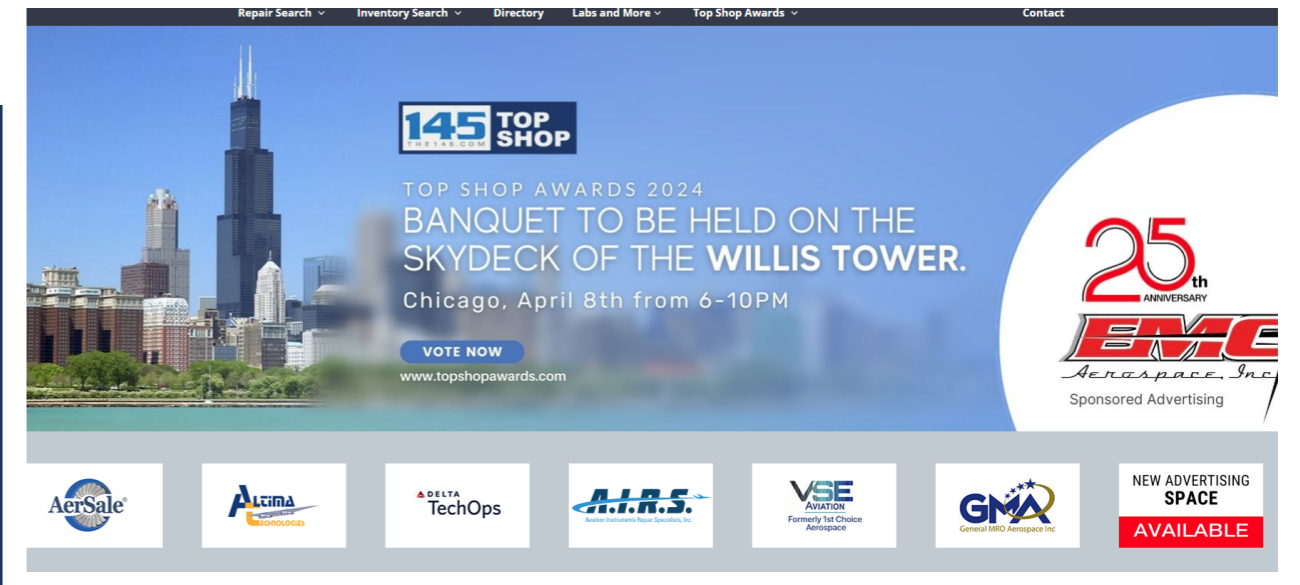 Repair Search
Inventory Search
Directory
Labs and More
Top Shop Awards
Contact
145
THE145.COM
TOP
SHOP
TOP SHOP AWARDS 2024
BANQUET TO BE HELD ON THE
SKYDECK OF THE WILLIS TOWER.
Chicago, April 8th from 6-10PM
VOTE NOW
www.topshopawards.com
25th
ANNIVERSARY
EMC
Aerospace, Inc
Sponsored Advertising
AerSale®
ALTIMA
TECHNOLOGIES
DELTA
TechOps
A.I.R.S.
Aviation Instruments Repair Specialists, Inc.
VSE
AVIATION
Formerly 1st Choice
Aerospace
GMA
General MRO Aerospace Inc
NEW ADVERTISING
SPACE
AVAILABLE